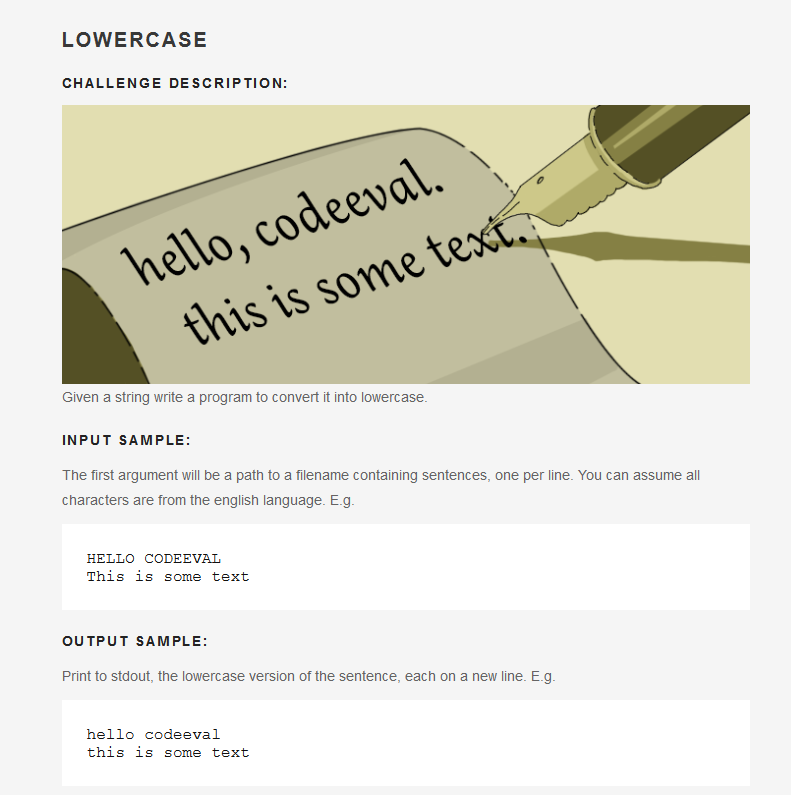 LOWERCASE
CHALLENGE DESCRIPTION:
hello, codeeval.
this is some text.
Given a string write a program to convert it into lowercase.
INPUT SAMPLE:
The first argument will be a path to a filename containing sentences, one per line. You can assume all
characters are from the english language. E.g.
HELLO CODEEVAL
This is some text
OUTPUT SAMPLE:
Print to stdout, the lowercase version of the sentence, each on a new line. E.g.
hello codeeval
this is some text